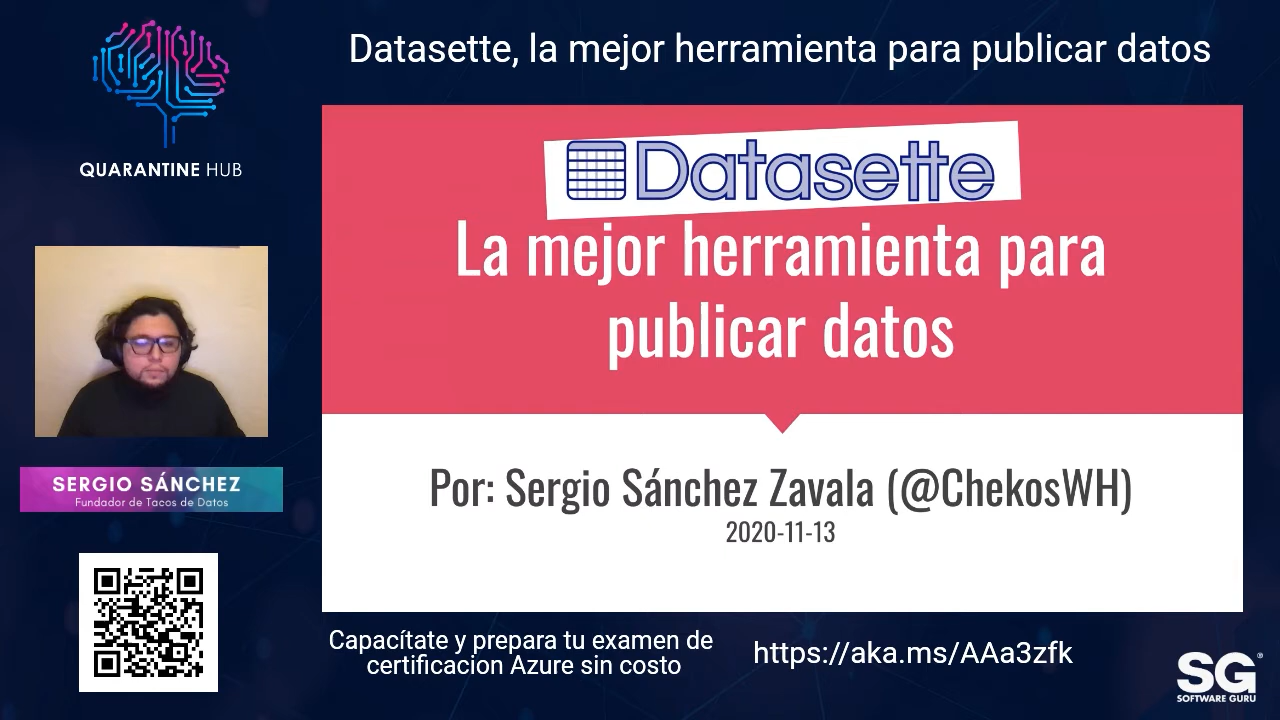 Datasette, la mejor herramienta para publicar datos
QUARANTINE HUB
Datasette
La mejor herramienta para
publicar datos
SERGIO SÁNCHEZ
Fundador de Tacos de Datos
Por: Sergio Sánchez Zavala (@ChekosWH)
2020-11-13
Capacítate y prepara tu examen de
certificacion Azure sin costo
https://aka.ms/AAa3zfk
SG®
SOFTWARE GURU